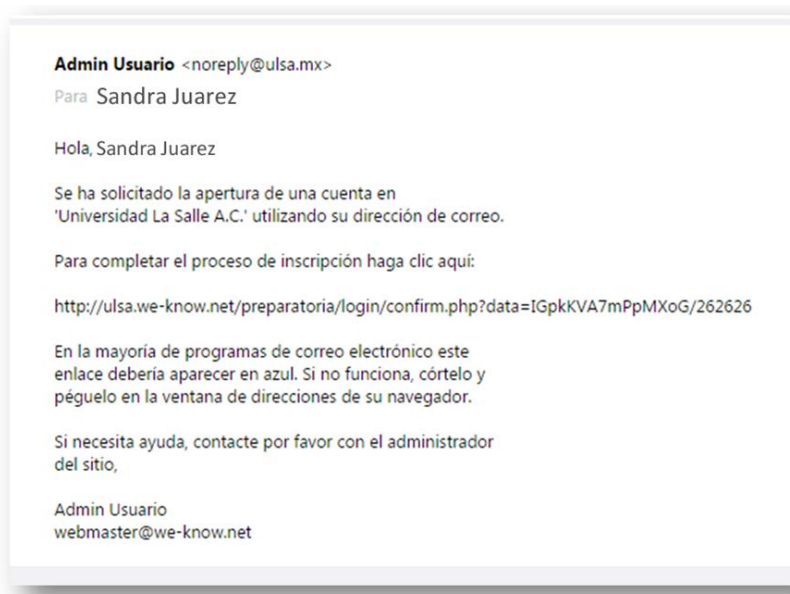 Admin Usuario <noreply@ulsa.mx>
Para Sandra Juarez
Hola, Sandra Juarez
Se ha solicitado la apertura de una cuenta en
'Universidad La Salle A.C.' utilizando su dirección de correo.
Para completar el proceso de inscripción haga clic aquí:
http://ulsa.we-know.net/preparatoria/login/confirm.php?data=IGpkKVA7mPpMXoG/262626
En la mayoría de programas de correo electrónico este
enlace debería aparecer en azul. Si no funciona, córtelo y
péguelo en la ventana de direcciones de su navegador.
Si necesita ayuda, contacte por favor con el administrador
del sitio,
Admin Usuario
webmaster@we-know.net